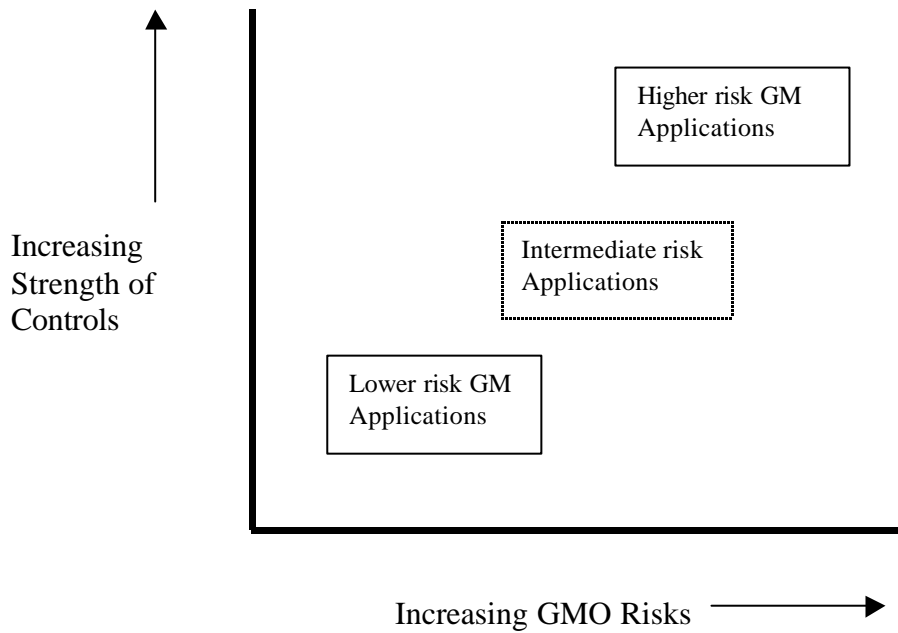 Higher risk GM
Applications
Increasing
Strength of
Controls
Intermediate risk
Applications
Lower risk GM
Applications
Increasing GMO Risks